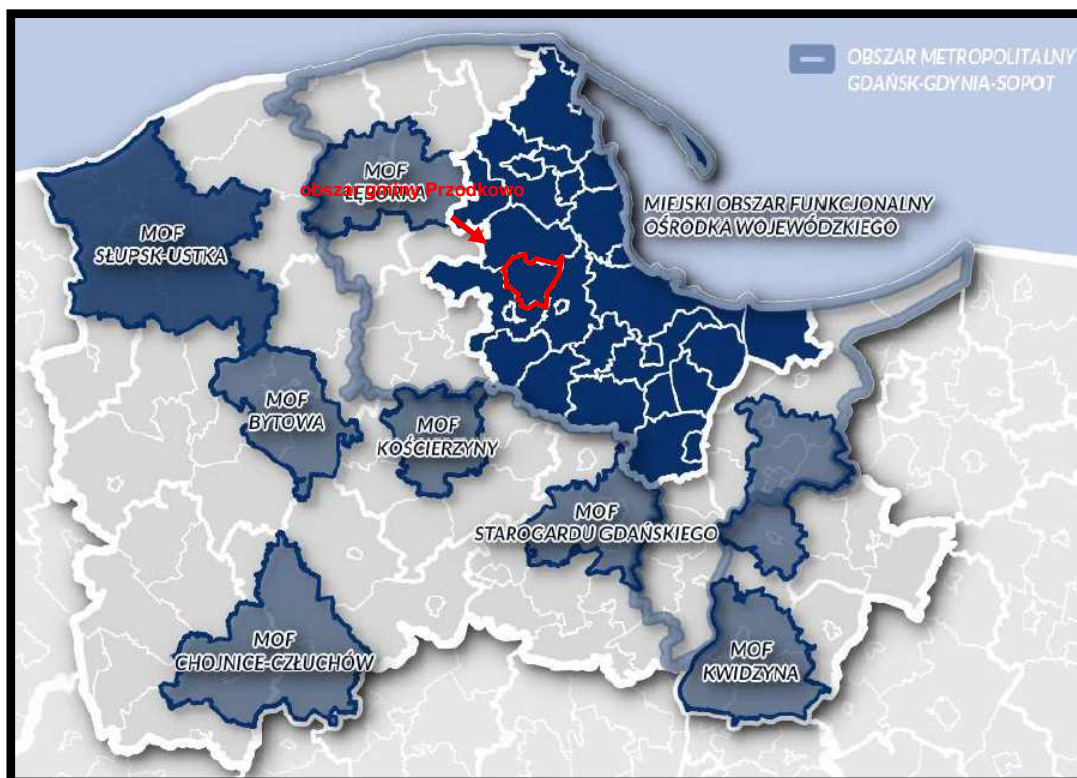 OBSZAR METROPOLITALNY
GDAŃSK-GDYNIA-SOPOT
MOF
LĘBORKA
obszar gminy Przodkowo
MIEJSKI OBSZAR FUNKCJONALNY
OŚRODKA WOJEWÓDZKIEGO
MOF
SŁUPSK-USTKA
MOF
BYTOWA
MOF
KOŚCIERZYNY
MOF
STAROGARDU GDAŃSKIEGO
MOF
CHOJNICE-CZŁUCHÓW
MOF
KWIDZYNA